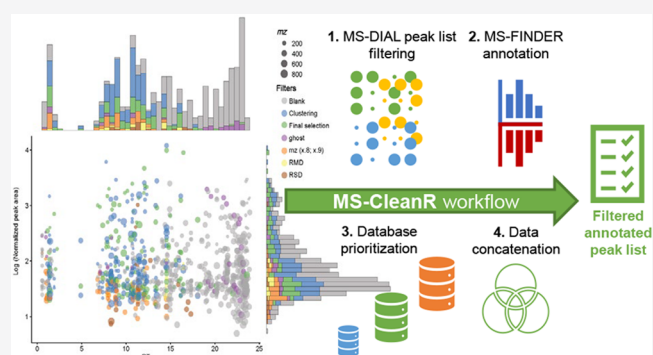 mz
200
400
600
800
Filters
Blank
Clustering
Final selection
ghost
mz (x.8; x.9)
RMD
RSD
Log (Normalized peak area)
4
3
2
1
0
5
10
15
20
25
1. MS-DIAL peak list
filtering
2. MS-FINDER
annotation
MS-CleanR workflow
3. Database
prioritization
4. Data
concatenation
Filtered
annotated
peak list